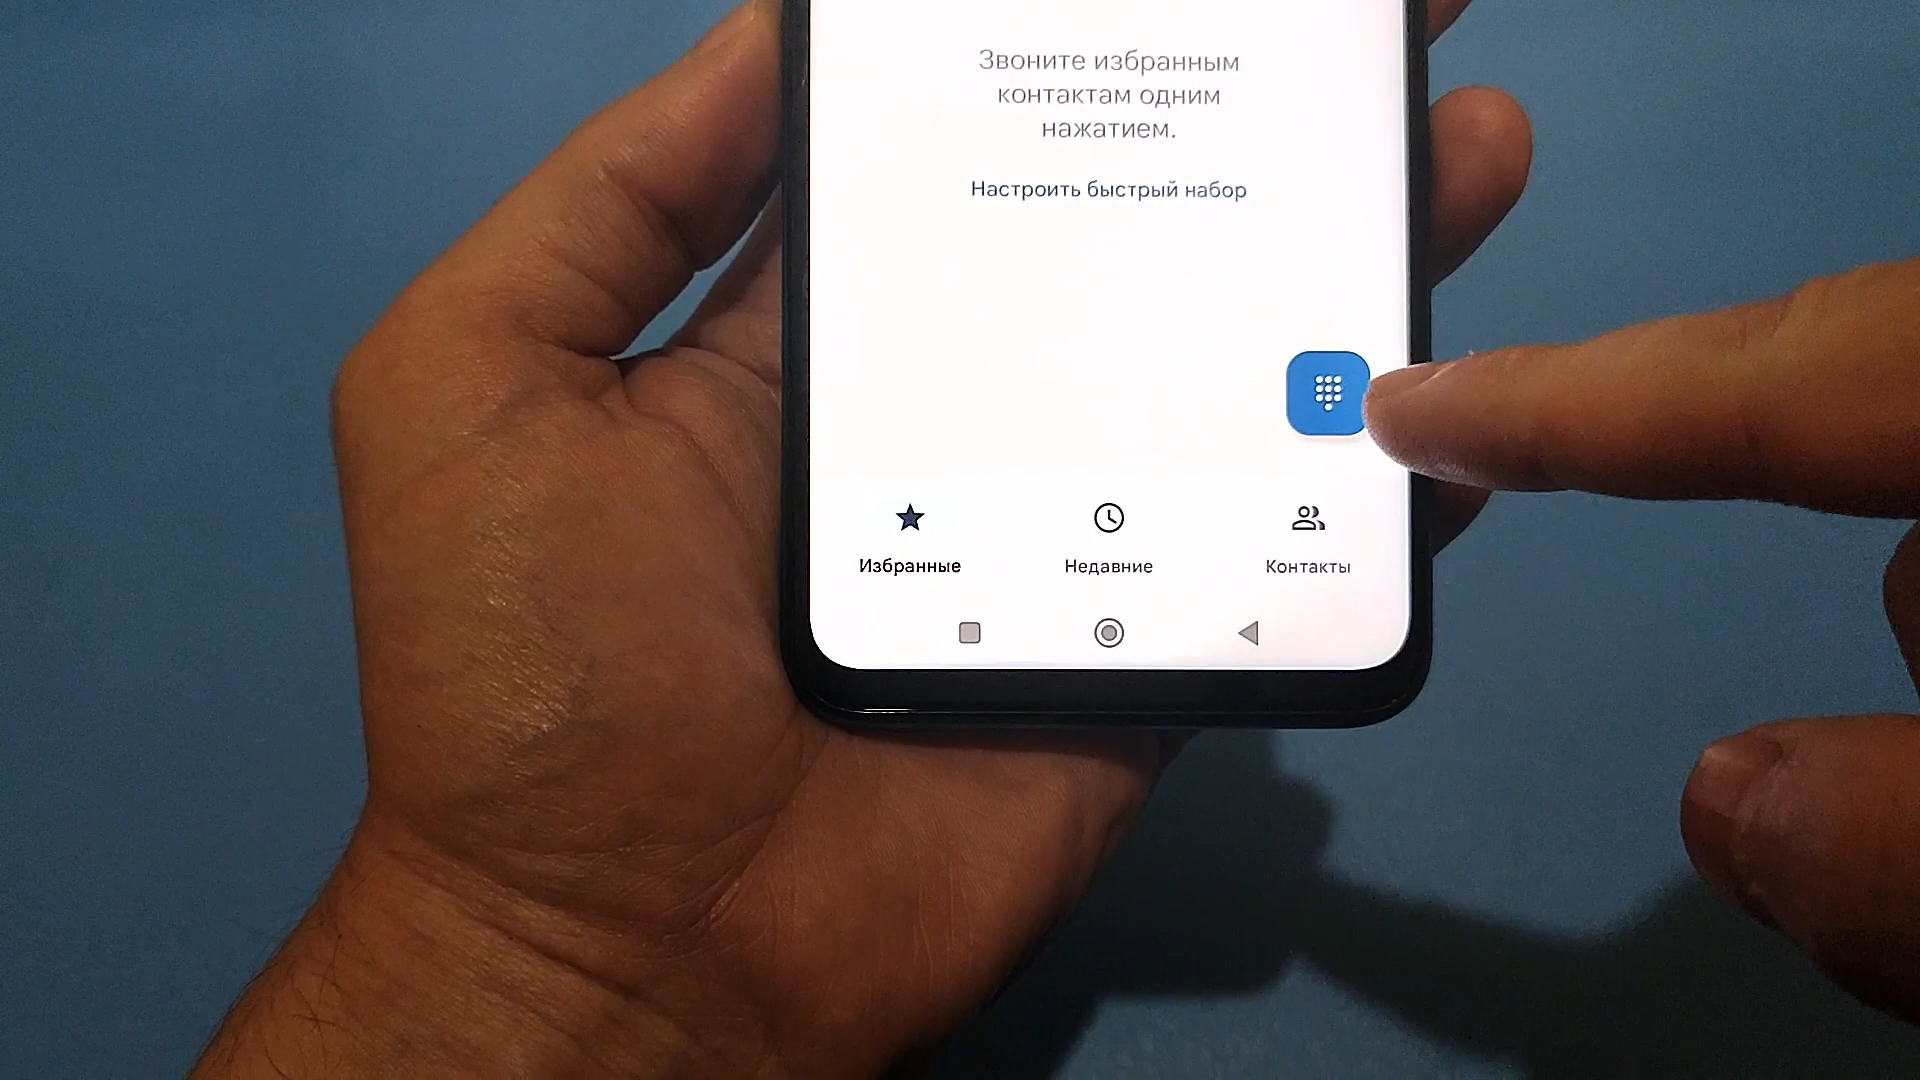 Звоните избранным
контактам одним
нажатием.
Настроить быстрый набор
Избранные
Недавние
Контакты